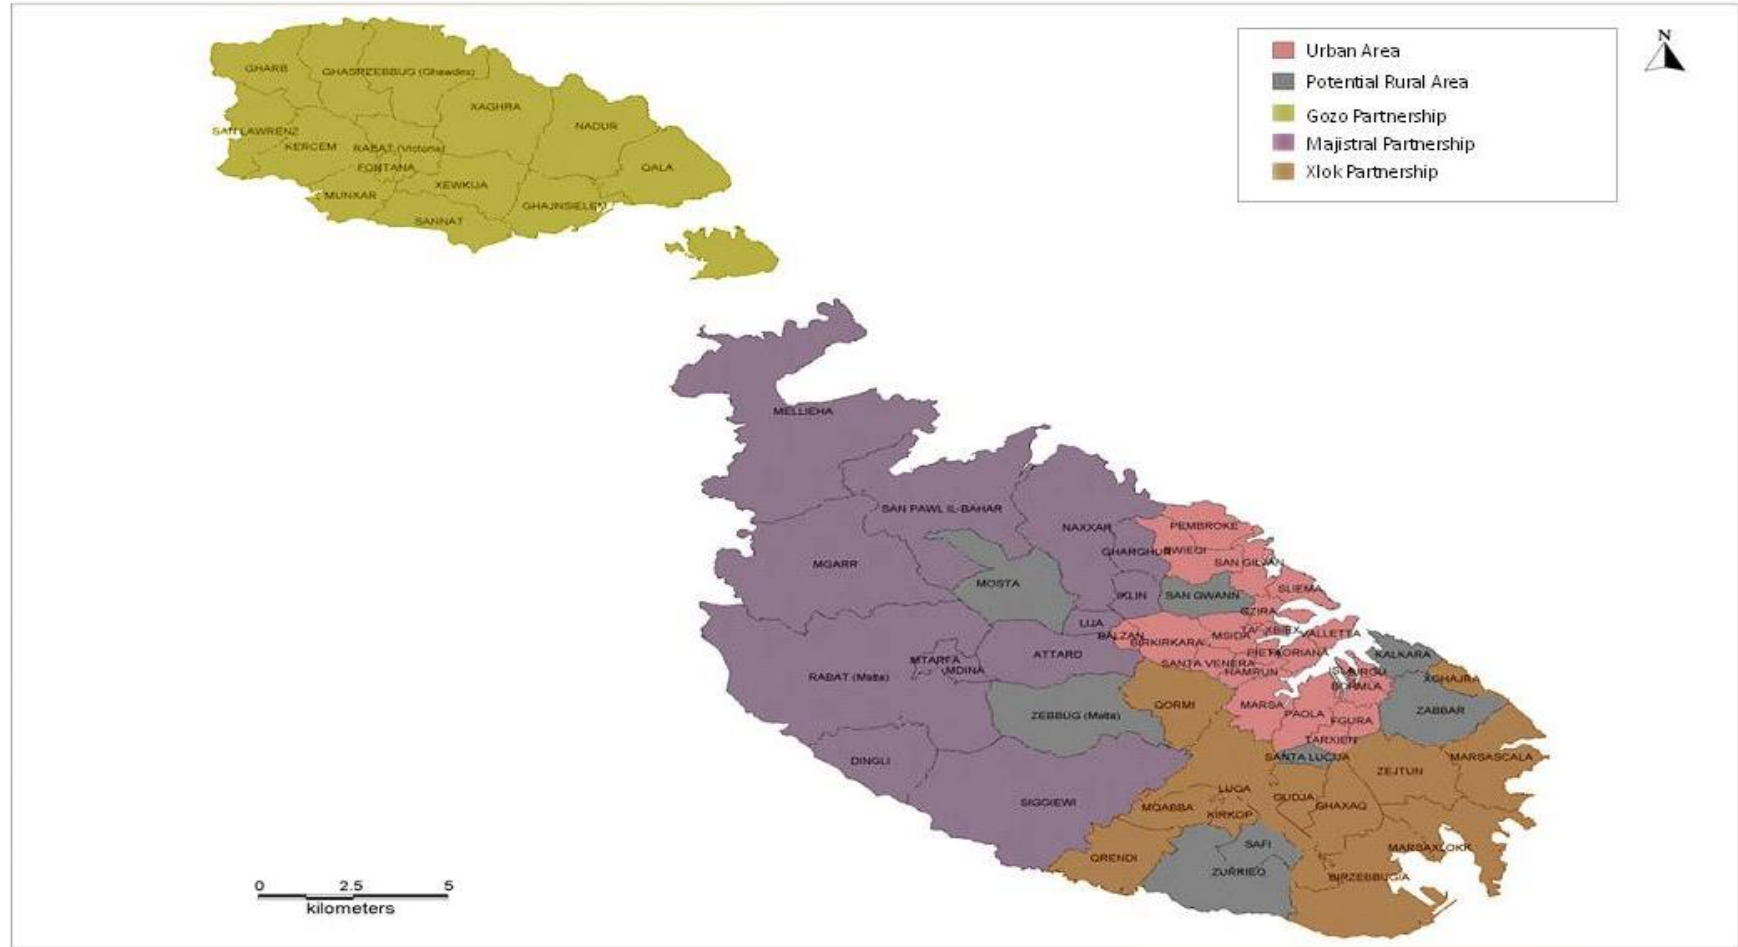 N
Urban Area
Potential Rural Area
Gozo Partnership
Majistral Partnership
Xlok Partnership
GHARB
GHASRZEBBUG (Ghawdex)
XAGHRA
NADUR
SAN LAWRENZ
KERCEM
RABAT (Victoria)
FONTANA
QALA
XEWKIJA
MUNXAR
GHAJNSIELEM
SANNAT
MELLIEHA
SAN PAWL IL-BAHAR
NAXXAR
PEMBROKE
GHARGHUR
SWIEQI
SAN GILJAN
MGARR
MOSTA
IKLIN
SAN GWANN
SLIEMA
GZIRA
LIJA
BALZAN
BIRKIRKARA
MSIDA
TA' XBIEX
VALLETTA
ATTARD
PIETA
FLORIANA
KALKARA
MTARFA
MDINA
SANTA VENERA
HAMRUN
ISLA
BIRGU
RABAT (Malta)
BORMLA
XGHAJRA
ZEBBUG (Malta)
QORMI
MARSA
PAOLA
FGURA
ZABBAR
TARXIEN
DINGLI
SANTA LUCIJA
ZEJTUN
MARSASCALA
SIGGIEWI
LUQA
GUDJA
MQABBA
KIRKOP
GHAXAQ
SAFI
MARSAXLOKK
QRENDI
ZURRIEQ
BIRZEBBUGIA
0 2.5 5
kilometers